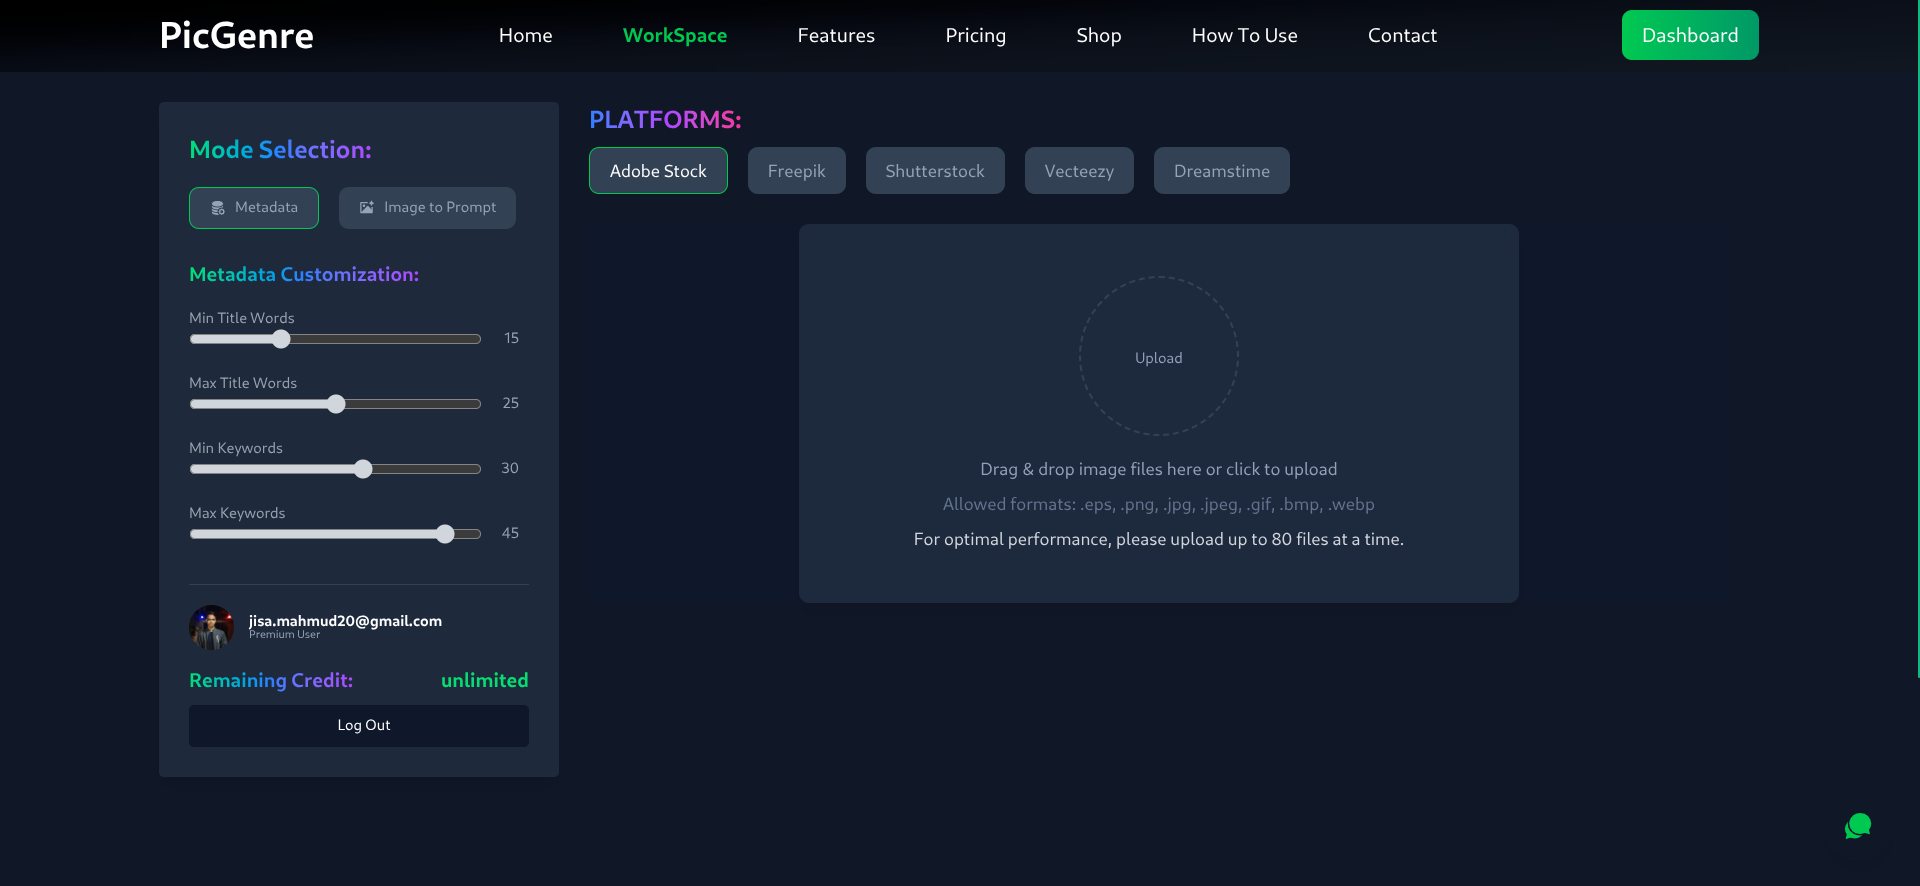 PicGenre
Home
WorkSpace
Features
Pricing
Shop
How To Use
Contact
Dashboard
Mode Selection:
Metadata
Image to Prompt
Metadata Customization:
Min Title Words
15
Max Title Words
25
Min Keywords
30
Max Keywords
45
jisa.mahmud20@gmail.com
Premium User
Remaining Credit:
unlimited
Log Out
PLATFORMS:
Adobe Stock
Freepik
Shutterstock
Vecteezy
Dreamstime
Upload
Drag & drop image files here or click to upload
Allowed formats: .eps, .png, .jpg, .jpeg, .gif, .bmp, .webp
For optimal performance, please upload up to 80 files at a time.